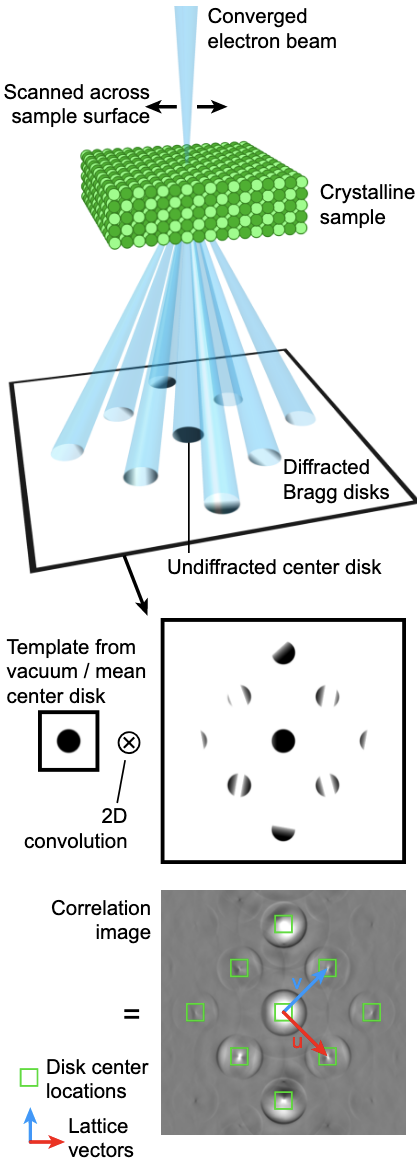 Converged
electron beam
Scanned across
sample surface
Crystalline
sample
Diffracted
Bragg disks
Undiffracted center disk
Template from
vacuum / mean
center disk
2D
convolution
Correlation
image
v
u
=
Disk center
locations
Lattice
vectors